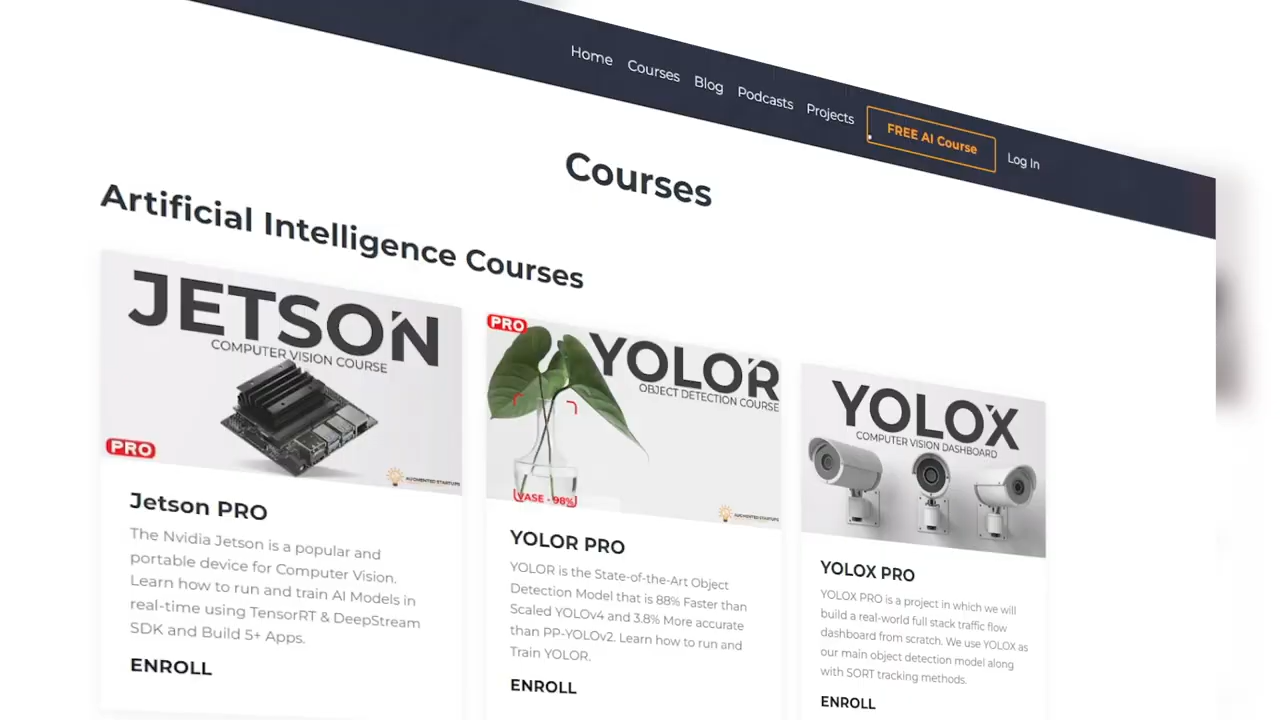 Home Courses Blog Podcasts Projects FREE AI Course Log In
Courses
Artificial Intelligence Courses
JETSON
COMPUTER VISION COURSE
PRO
AUGMENTED STARTUPS
Jetson PRO
The Nvidia Jetson is a popular and
portable device for Computer Vision.
Learn how to run and train AI Models in
real-time using TensorRT & DeepStream
SDK and Build 5+ Apps.
ENROLL
PRO
YOLOR
OBJECT DETECTION COURSE
VASE - 98%
AUGMENTED STARTUPS
YOLOR PRO
YOLOR is the State-of-the-Art Object
Detection Model that is 88% Faster than
Scaled YOLOv4 and 3.8% More accurate
than PP-YOLOv2. Learn how to run and
Train YOLOR.
ENROLL
YOLOX
COMPUTER VISION DASHBOARD
YOLOX PRO
YOLOX PRO is a project in which we will
build a real-world full stack traffic flow
dashboard from scratch. We use YOLOX as
our main object detection model along
with SORT tracking methods.
ENROLL